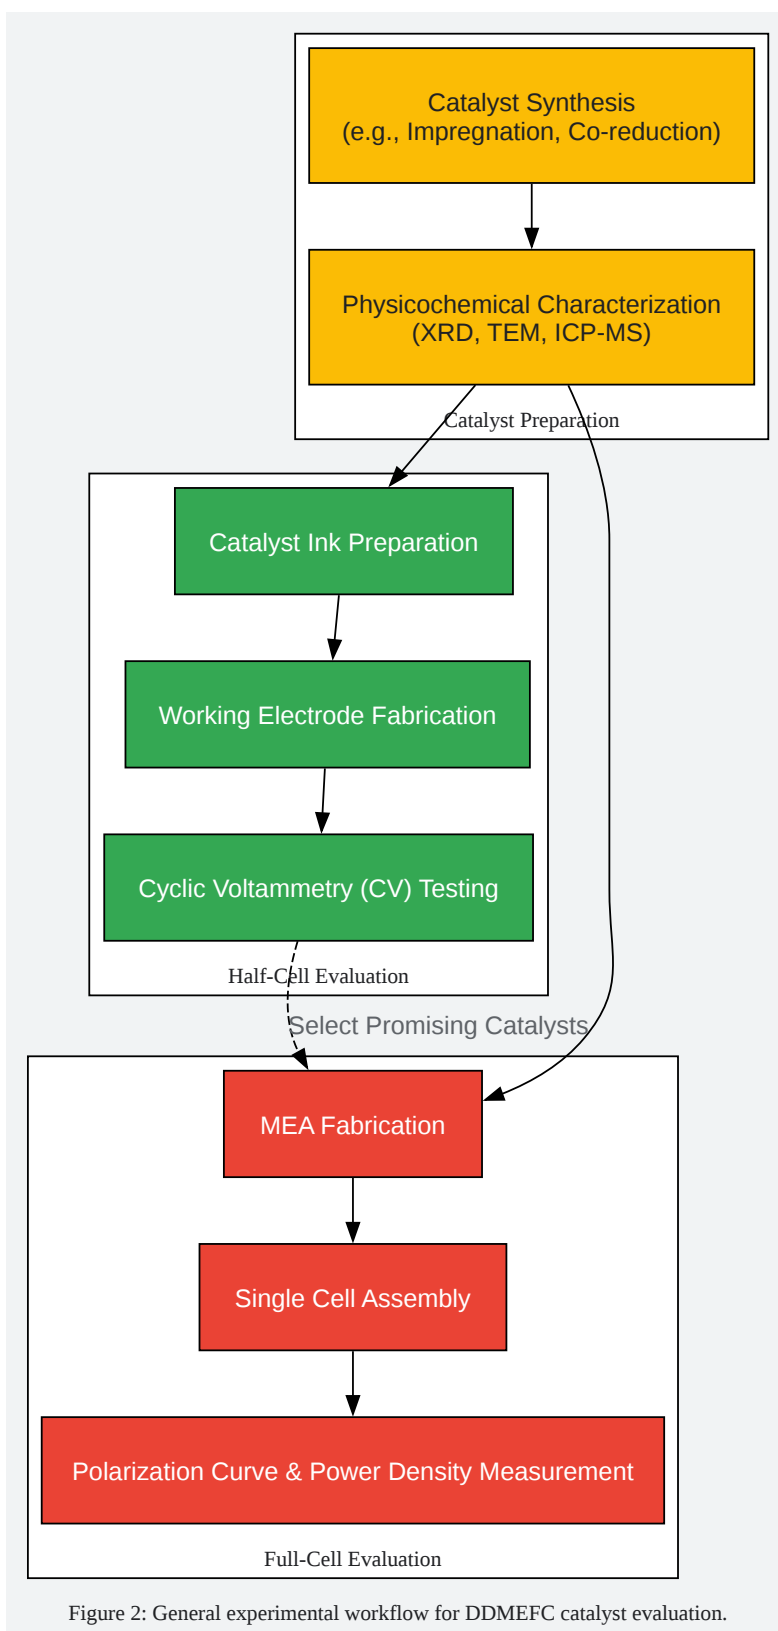 Catalyst Synthesis
(e.g., Impregnation, Co-reduction)
Physicochemical Characterization
(XRD, TEM, ICP-MS)
Catalyst Preparation
Catalyst Ink Preparation
Working Electrode Fabrication
Cyclic Voltammetry (CV) Testing
Half-Cell Evaluation
Select Promising Catalysts
MEA Fabrication
Single Cell Assembly
Polarization Curve & Power Density Measurement
Full-Cell Evaluation
Figure 2: General experimental workflow for DDMEFC catalyst evaluation.